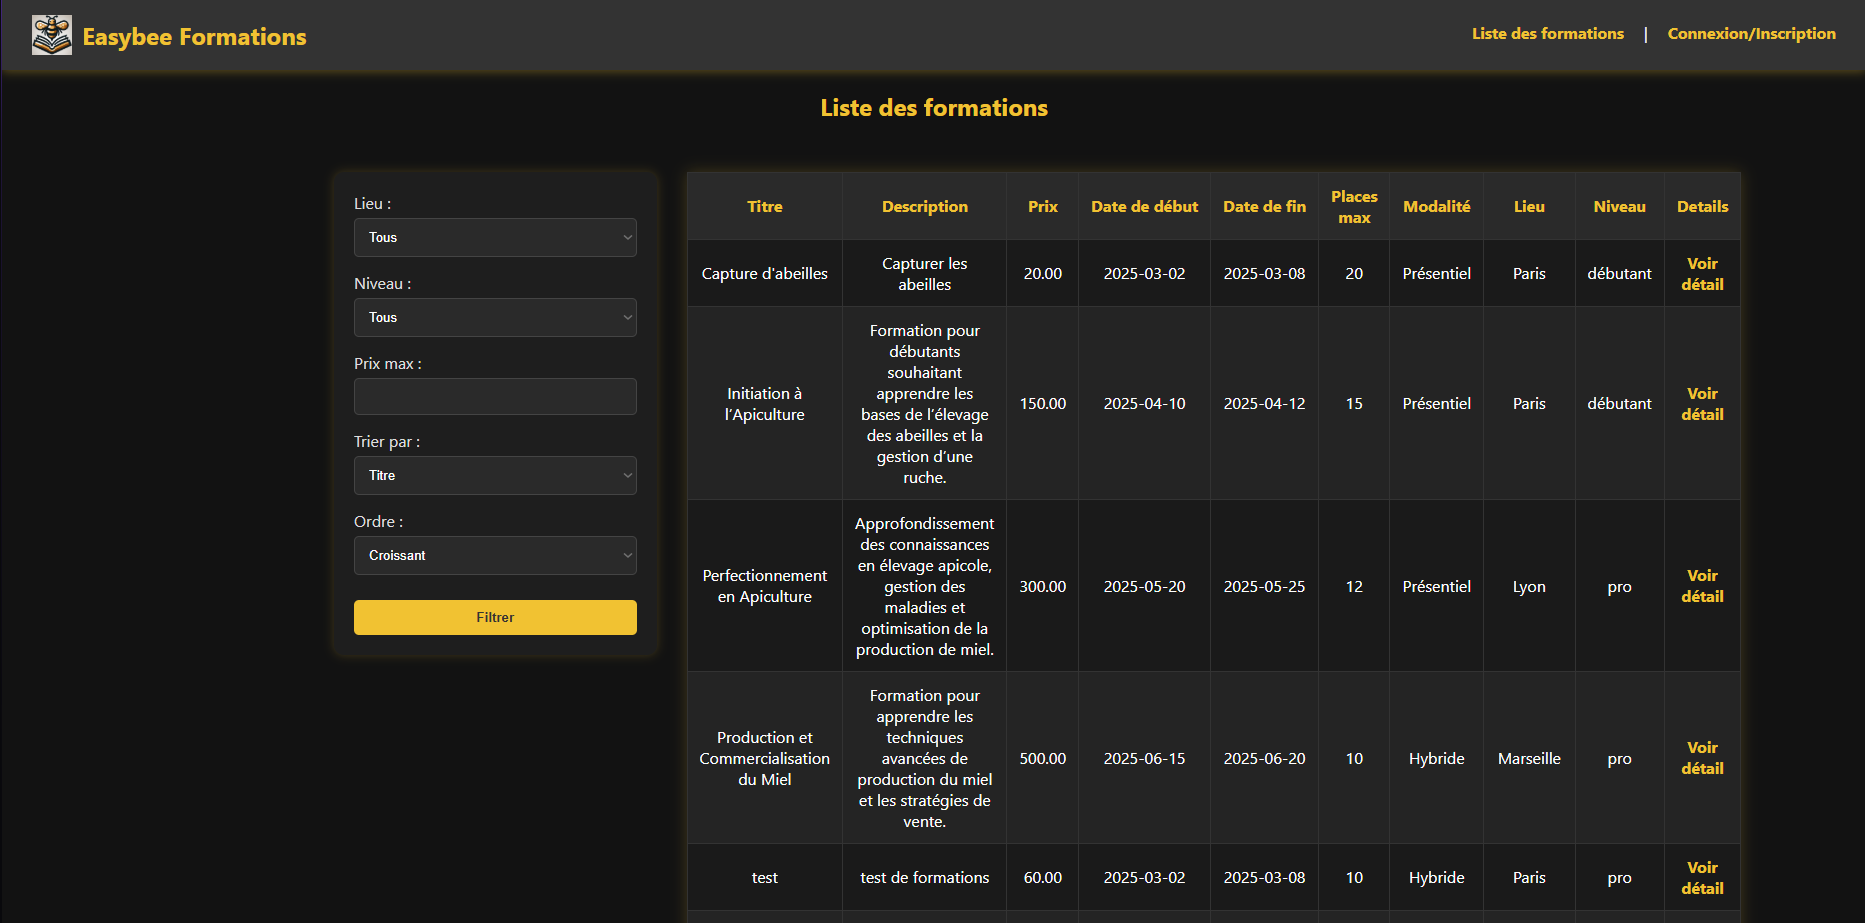 Easybee Formations
Liste des formations | Connexion/Inscription
Liste des formations
Lieu :
Tous
Niveau :
Tous
Prix max :
Trier par :
Titre
Ordre :
Croissant
Filtrer
Titre
Description
Prix
Date de début
Date de fin
Places
max
Modalité
Lieu
Niveau
Details
Capture d'abeilles
Capturer les
abeilles
20.00
2025-03-02
2025-03-08
20
Présentiel
Paris
débutant
Voir
détail
Initiation à
l’Apiculture
Formation pour
débutants
souhaitant
apprendre les
bases de l’élevage
des abeilles et la
gestion d’une
ruche.
150.00
2025-04-10
2025-04-12
15
Présentiel
Paris
débutant
Voir
détail
Perfectionnement
en Apiculture
Approfondissement
des connaissances
en élevage apicole,
gestion des
maladies et
optimisation de la
production de miel.
300.00
2025-05-20
2025-05-25
12
Présentiel
Lyon
pro
Voir
détail
Production et
Commercialisation
du Miel
Formation pour
apprendre les
techniques
avancées de
production du miel
et les stratégies de
vente.
500.00
2025-06-15
2025-06-20
10
Hybride
Marseille
pro
Voir
détail
test
test de formations
60.00
2025-03-02
2025-03-08
10
Hybride
Paris
pro
Voir
détail